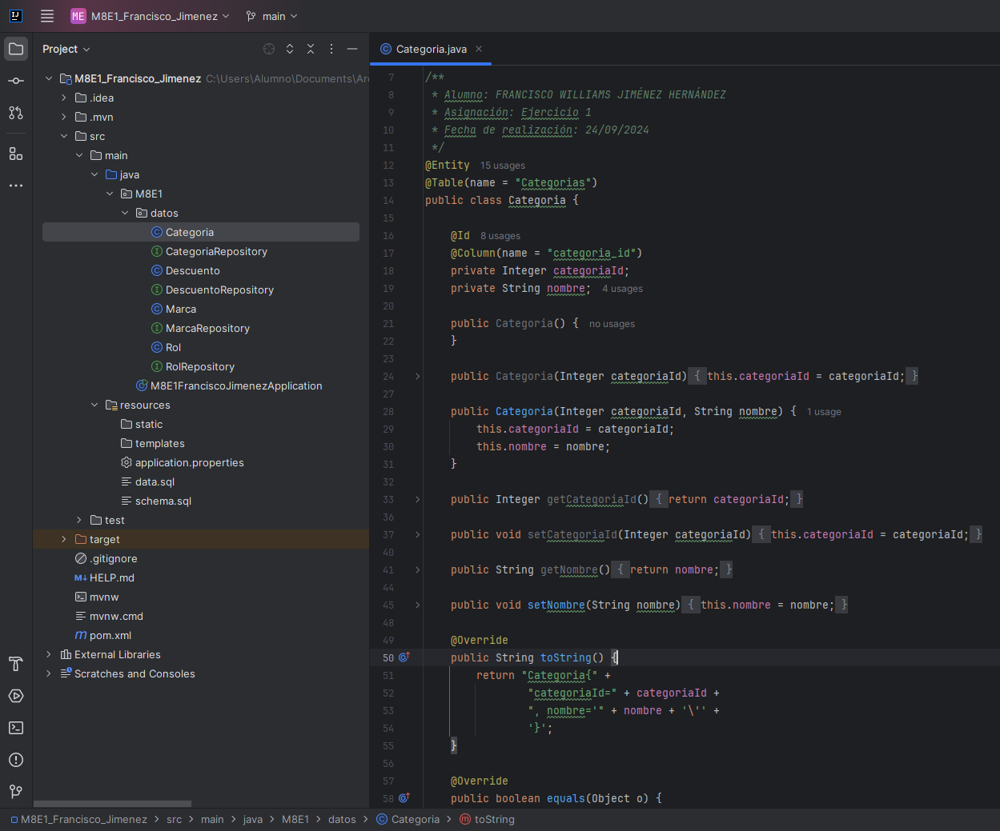 ME M8E1_Francisco_Jimenez main
Project
M8E1_Francisco_Jimenez C:\Users\Alumno\Documents\Ar
.idea
.mvn
src
main
java
M8E1
datos
Categoria
CategoriaRepository
Descuento
DescuentoRepository
Marca
MarcaRepository
Rol
RolRepository
M8E1FranciscoJimenezApplication
resources
static
templates
application.properties
data.sql
schema.sql
test
target
.gitignore
HELP.md
mvnw
mvnw.cmd
pom.xml
External Libraries
Scratches and Consoles
Categoria.java
7 /**
8 * Alumno: FRANCISCO WILLIAMS JIMÉNEZ HERNÁNDEZ
9 * Asignación: Ejercicio 1
10 * Fecha de realización: 24/09/2024
11 */
12 @Entity 15 usages
13 @Table(name = "Categorias")
14 public class Categoria {
15
16 @Id 8 usages
17 @Column(name = "categoria_id")
18 private Integer categoriaId;
19 private String nombre; 4 usages
20
21 public Categoria() { no usages
22 }
23
24 public Categoria(Integer categoriaId) { this.categoriaId = categoriaId; }
27
28 public Categoria(Integer categoriaId, String nombre) { 1 usage
29 this.categoriaId = categoriaId;
30 this.nombre = nombre;
31 }
32
33 public Integer getCategoriaId() { return categoriaId; }
36
37 public void setCategoriaId(Integer categoriaId) { this.categoriaId = categoriaId; }
40
41 public String getNombre() { return nombre; }
44
45 public void setNombre(String nombre) { this.nombre = nombre; }
48
49 @Override
50 public String toString() {
51 return "Categoria{" +
52 "categoriaId=" + categoriaId +
53 ", nombre='" + nombre + '\'' +
54 '}';
55 }
56
57 @Override
58 public boolean equals(Object o) {
M8E1_Francisco_Jimenez > src > main > java > M8E1 > datos > Categoria > toString